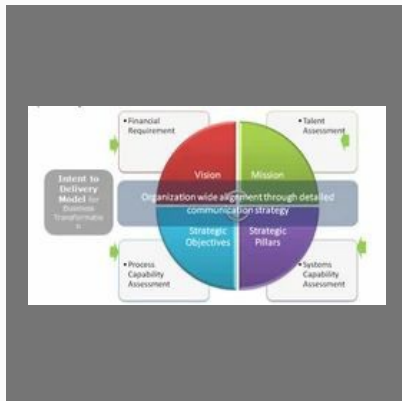 • Financial
Requirement
• Talent
Assessment
Vision
Mission
Intent to
Delivery
Model for
Business
Transformatio
n
Organization wide alignment through detailed
communication strategy
Strategic
Objectives
Strategic
Pillars
• Process
Capability
Assessment
• Systems
Capability
Assessment